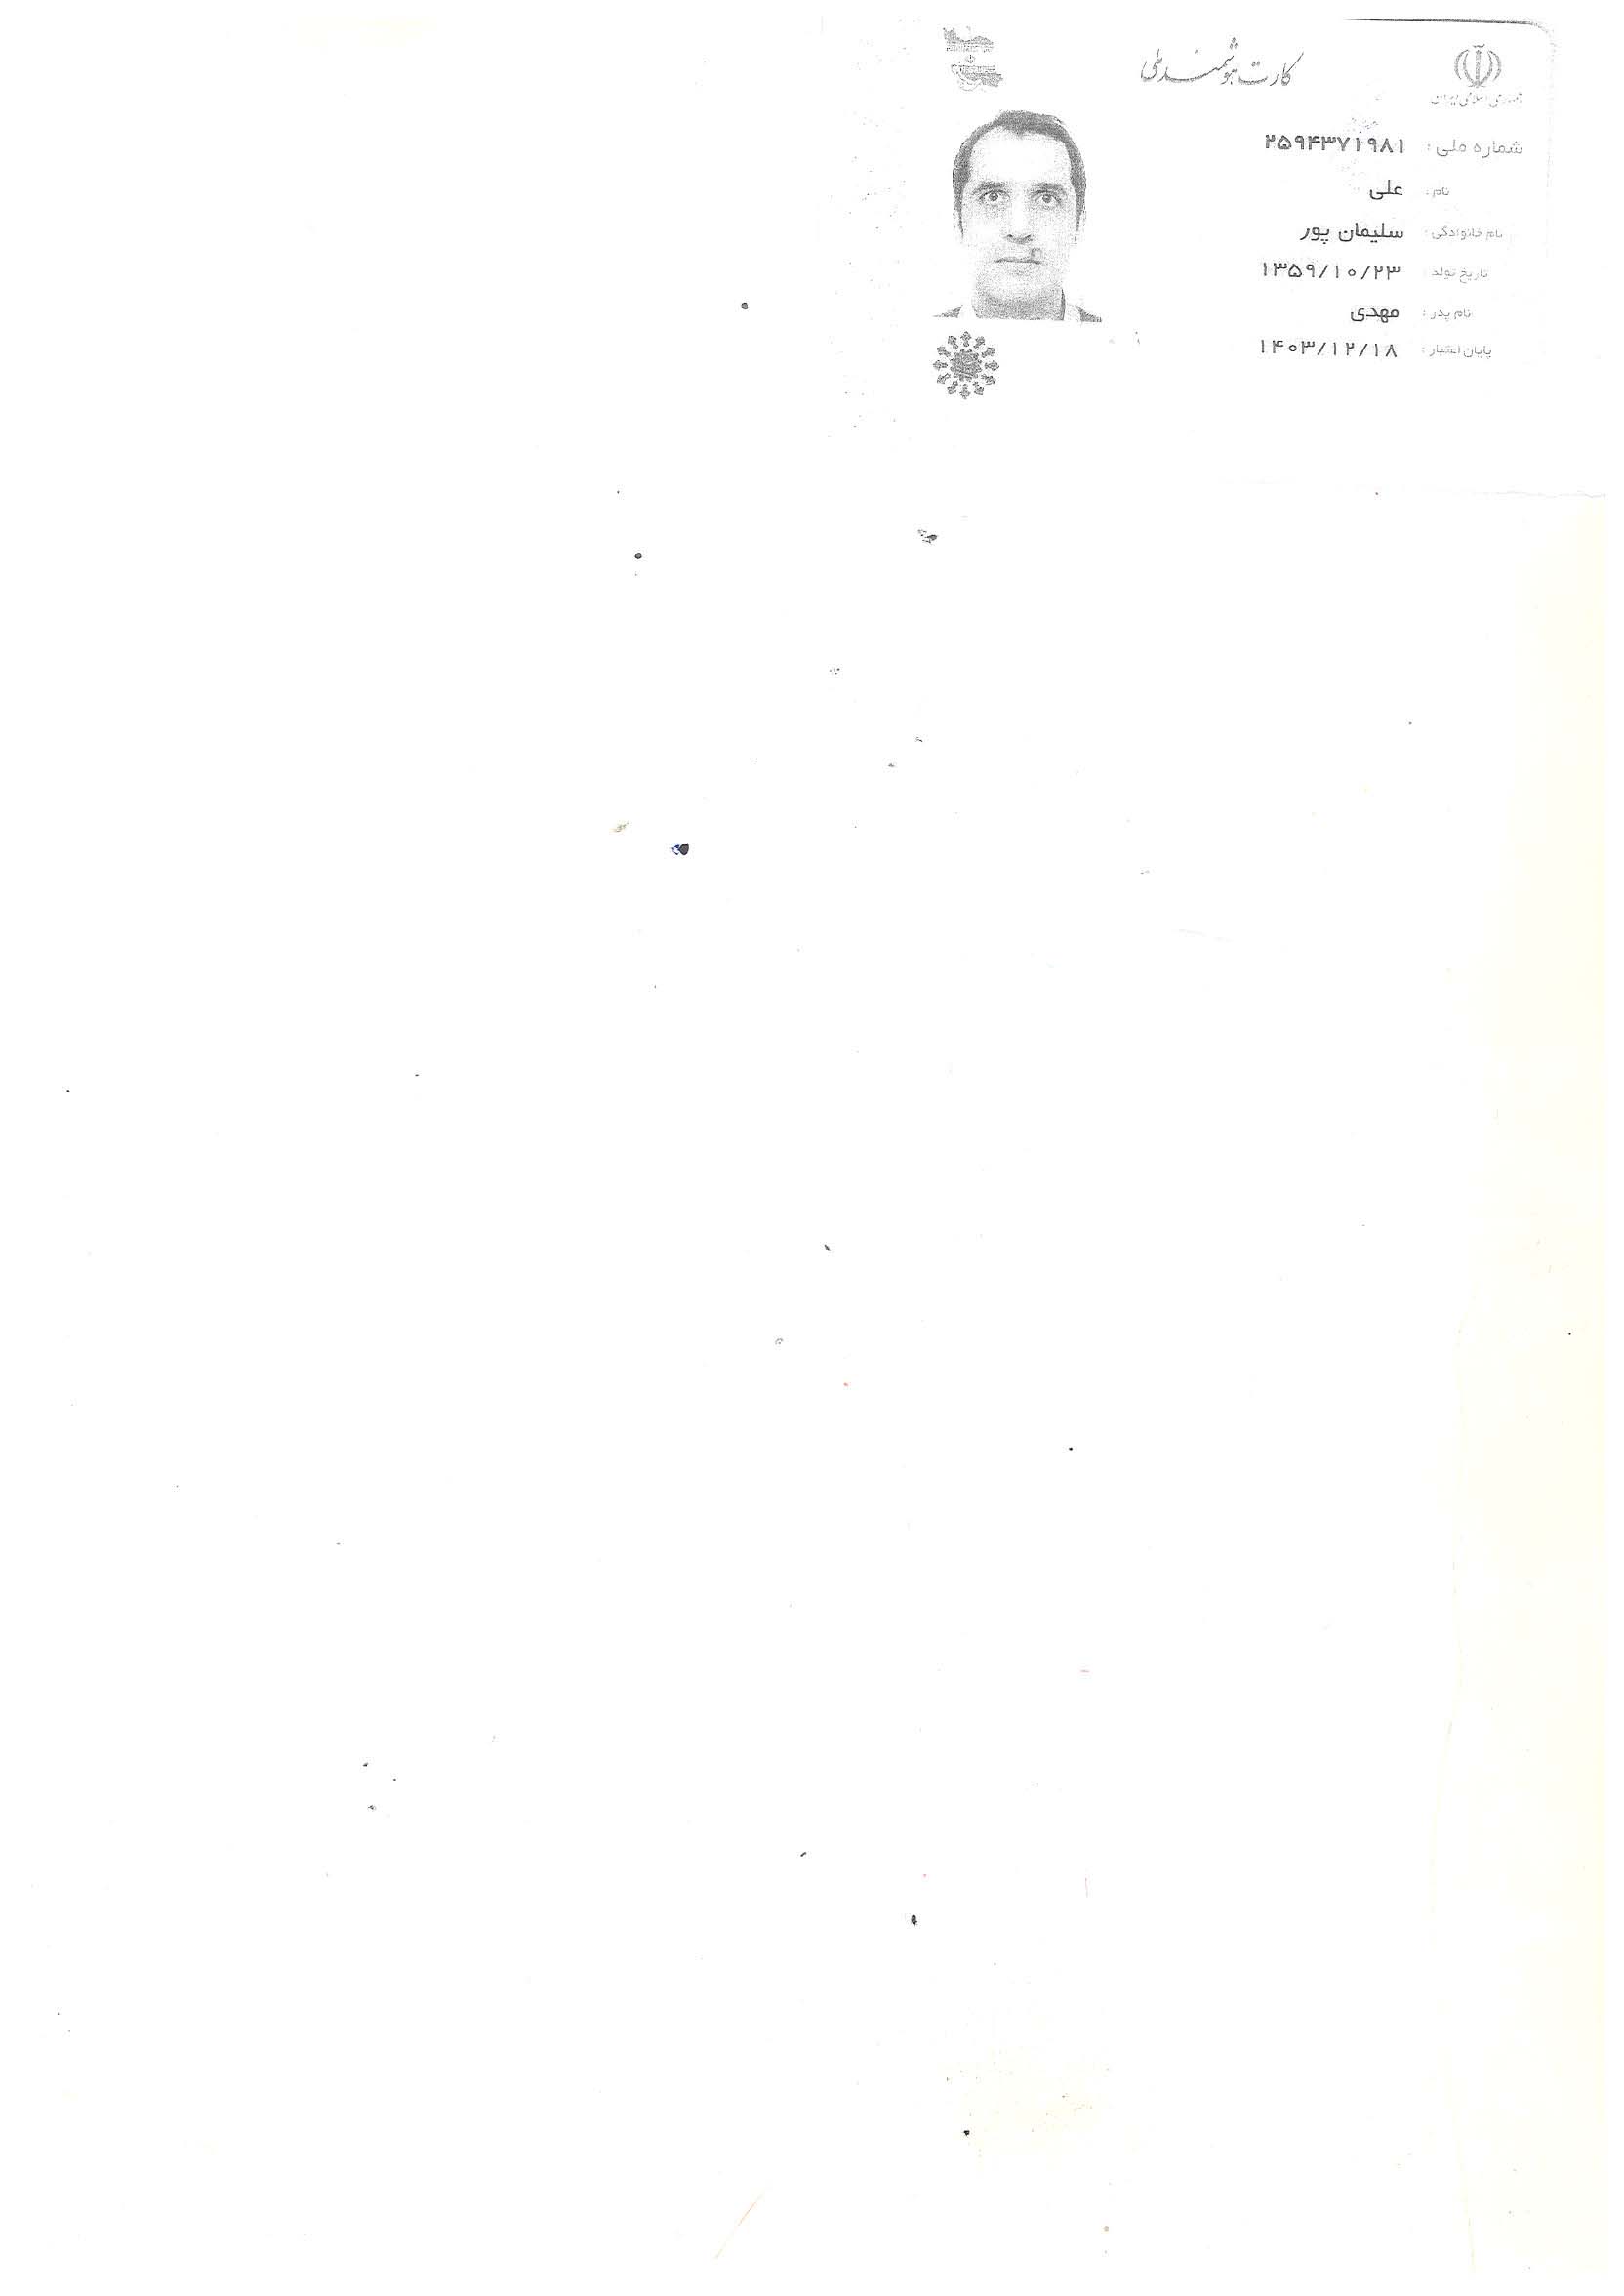 کارت هوشمند ملی
جمهوری اسلامی ایران
شماره ملی : ۲۵۹۴۳۷۱۹۸۱
نام : علی
نام خانوادگی : سلیمان پور
تاریخ تولد : ۱۳۵۹/۱۰/۲۳
نام پدر : مهدی
پایان اعتبار : ۱۴۰۳/۱۲/۱۸